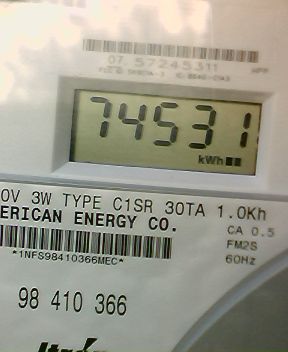 07. 57245311
74531
kWh
0V 3W TYPE C1SR 30TA 1.0Kh
ERICAN ENERGY CO.
CA 0.5
FM2S
60Hz
*1NFS98410366MEC*
98 410 366
Itrón